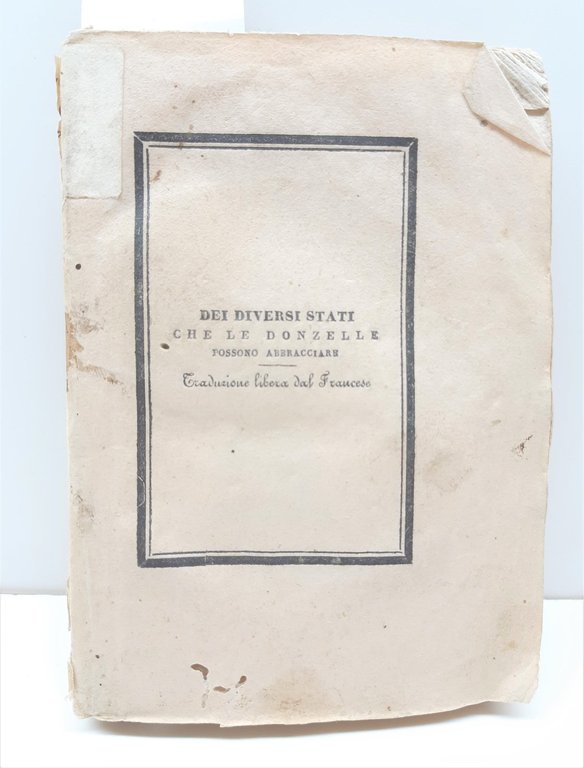 DEI DIVERSI STATI
CHE LE DONZELLE
POSSONO ABBRACCIARE
Traduzione libera dal Francese